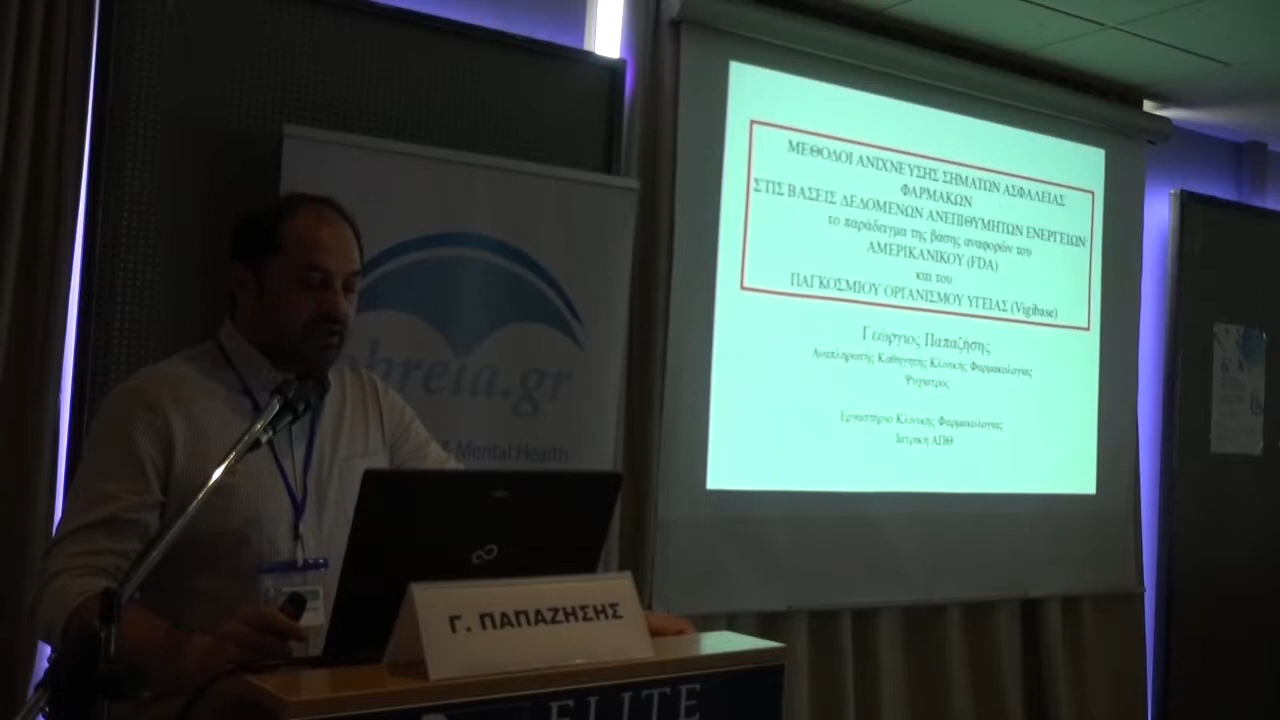 ΜΕΘΟΔΟΙ ΑΝΙΧΝΕΥΣΗΣ ΣΗΜΑΤΩΝ ΑΣΦΑΛΕΙΑΣ
ΦΑΡΜΑΚΩΝ
ΣΤΙΣ ΒΑΣΕΙΣ ΔΕΔΟΜΕΝΩΝ ΑΝΕΠΙΘΥΜΗΤΩΝ ΕΝΕΡΓΕΙΩΝ:
το παράδειγμα της βάσης αναφορών του
ΑΜΕΡΙΚΑΝΙΚΟΥ (FDA)
και του
ΠΑΓΚΟΣΜΙΟΥ ΟΡΓΑΝΙΣΜΟΥ ΥΓΕΙΑΣ (Vigibase)
Γεώργιος Παπαζήσης
Αναπληρωτής Καθηγητής Κλινικής Φαρμακολογίας
Ψυχίατρος
Εργαστήριο Κλινικής Φαρμακολογίας
Ιατρική ΑΠΘ
phreia.gr
Mental Health
Γ. ΠΑΠΑΖΗΣΗΣ
ELITE